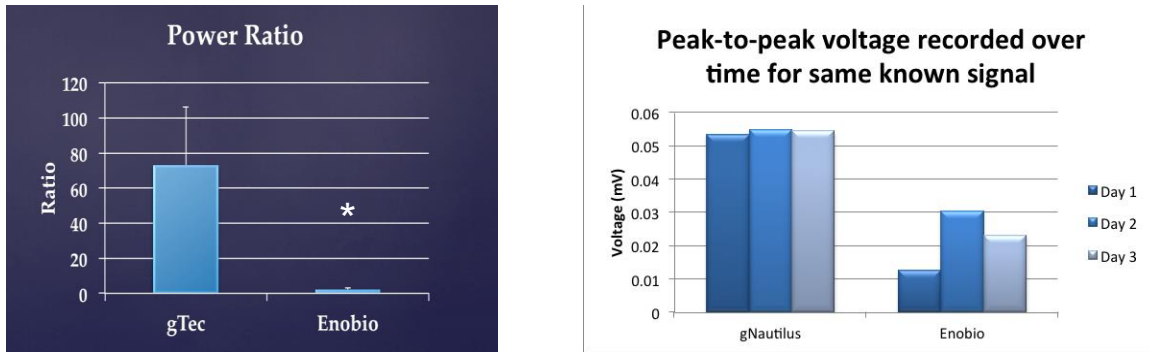 Power Ratio
120
100
80
60
40
20
0
Ratio
*
gTec Enobio
Peak-to-peak voltage recorded over
time for same known signal
0.06
0.05
0.04
0.03
0.02
0.01
0
Voltage (mV)
gNautilus Enobio
Day 1
Day 2
Day 3